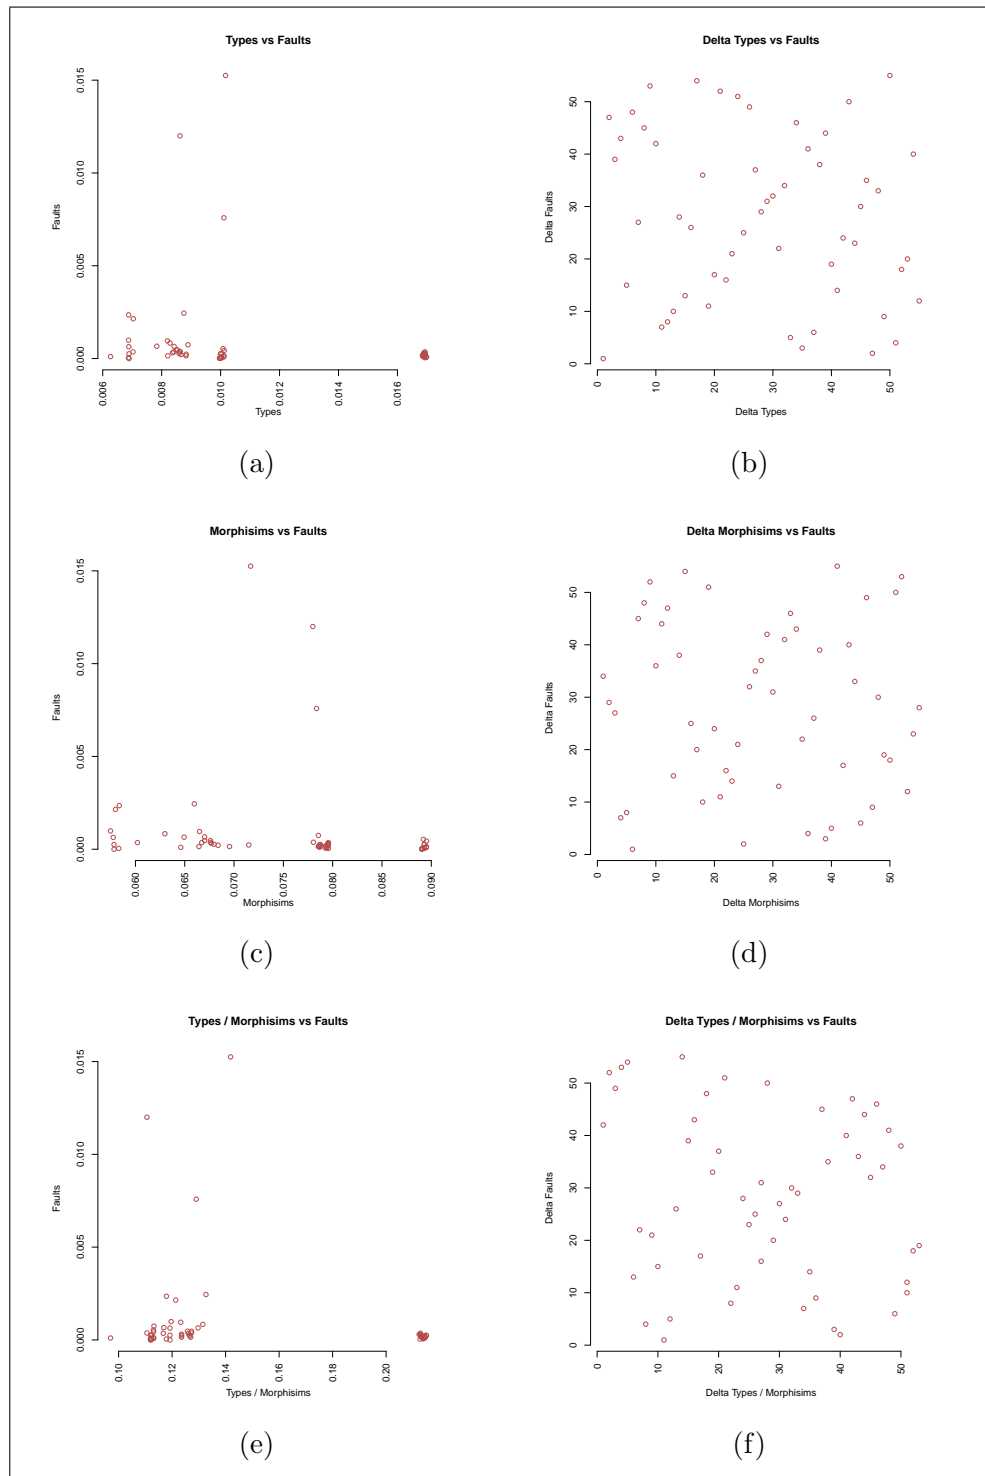 Types vs Faults
Faults
0.000 0.005 0.010 0.015
0.006 0.008 0.010 0.012 0.014 0.016
Types
(a)
Delta Types vs Faults
Delta Faults
0 10 20 30 40 50
0 10 20 30 40 50
Delta Types
(b)
Morphisims vs Faults
Faults
0.000 0.005 0.010 0.015
0.060 0.065 0.070 0.075 0.080 0.085 0.090
Morphisims
(c)
Delta Morphisims vs Faults
Delta Faults
0 10 20 30 40 50
0 10 20 30 40 50
Delta Morphisims
(d)
Types / Morphisims vs Faults
Faults
0.000 0.005 0.010 0.015
0.10 0.12 0.14 0.16 0.18 0.20
Types / Morphisims
(e)
Delta Types / Morphisims vs Faults
Delta Faults
0 10 20 30 40 50
0 10 20 30 40 50
Delta Types / Morphisims
(f)